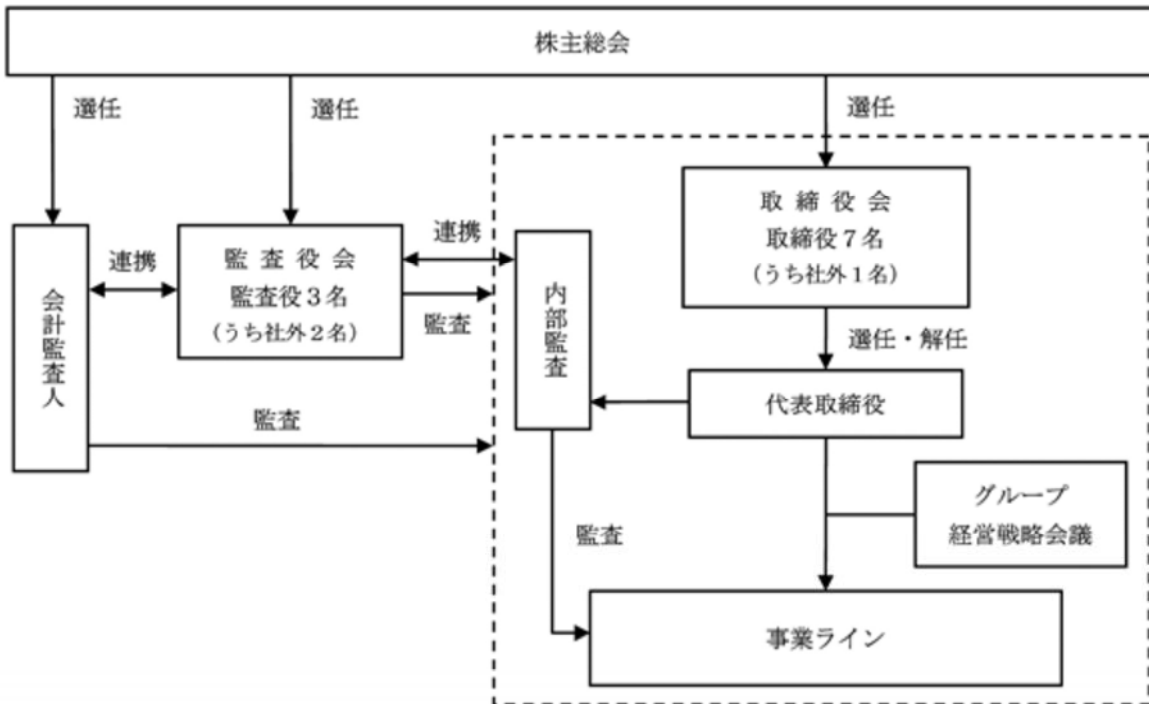 株主総会
選任
選任
選任
取締役会
取締役7名
(うち社外1名)
監査役会
監査役3名
(うち社外2名)
連携
連携
監査
会計監査人
内部監査
選任・解任
代表取締役
監査
グループ
経営戦略会議
監査
事業ライン